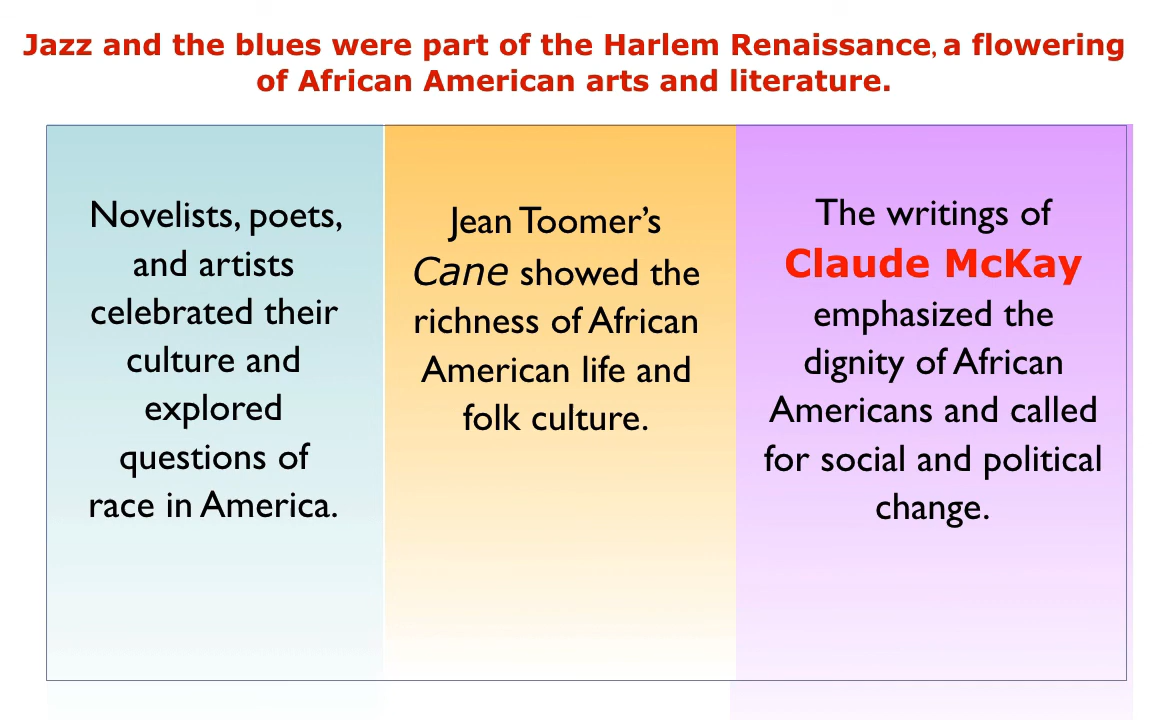 Jazz and the blues were part of the Harlem Renaissance, a flowering
of African American arts and literature.
Novelists, poets,
and artists
celebrated their
culture and
explored
questions of
race in America.
Jean Toomer’s
Cane showed the
richness of African
American life and
folk culture.
The writings of
Claude McKay
emphasized the
dignity of African
Americans and called
for social and political
change.